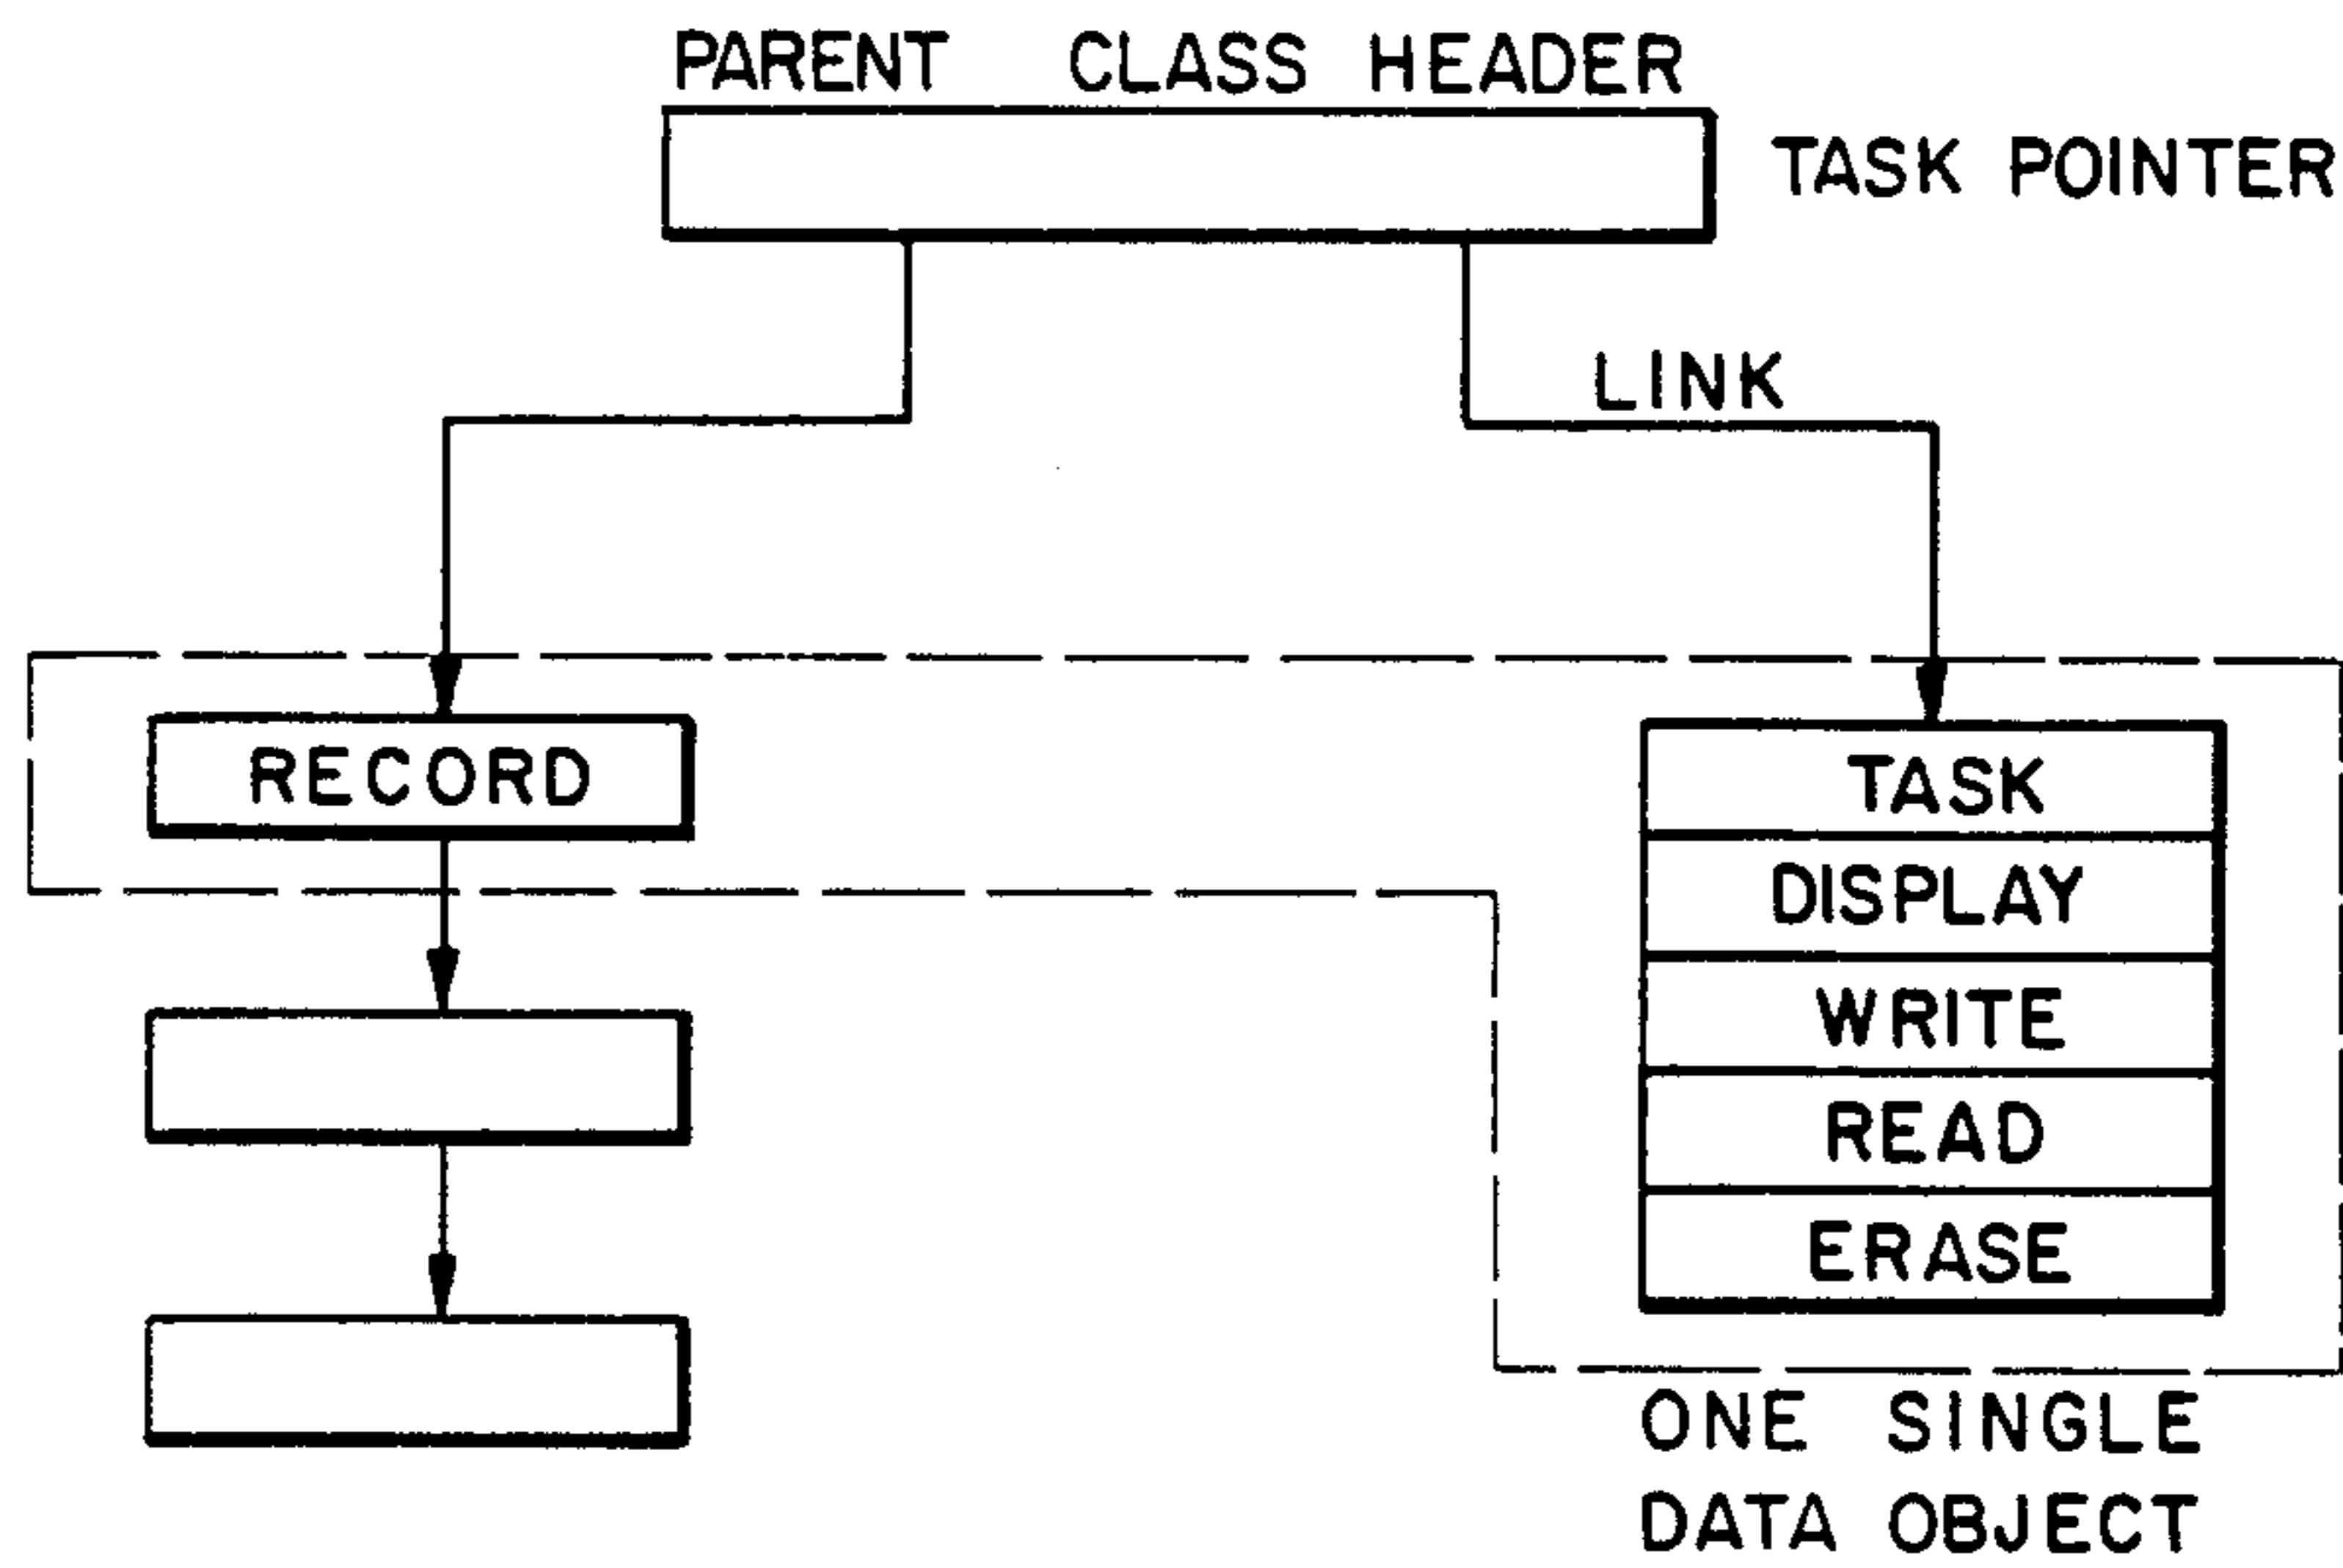 PARENT CLASS HEADER
TASK POINTER
LINK
RECORD
TASK
DISPLAY
WRITE
READ
ERASE
ONE SINGLE
DATA OBJECT